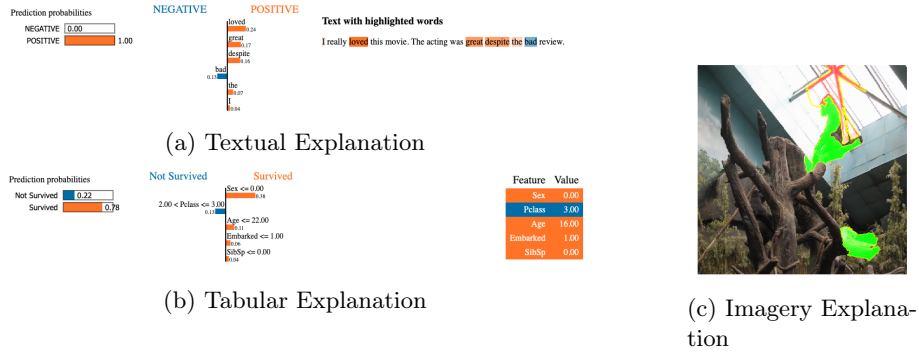 Prediction probabilities
NEGATIVE 0.00
POSITIVE 1.00
NEGATIVE POSITIVE
loved
0.24
great
0.17
despite
0.16
bad
0.13
the
0.07
I
0.04
Text with highlighted words
I really loved this movie. The acting was great despite the bad review.
(a) Textual Explanation
Prediction probabilities
Not Survived 0.22
Survived 0.78
Not Survived Survived
Sex <= 0.00
0.38
2.00 < Pclass <= 3.00
0.13
Age <= 22.00
0.11
Embarked <= 1.00
0.06
SibSp <= 0.00
0.04
Feature Value
Sex 0.00
Pclass 3.00
Age 16.00
Embarked 1.00
SibSp 0.00
(b) Tabular Explanation
(c) Imagery Explana-
tion